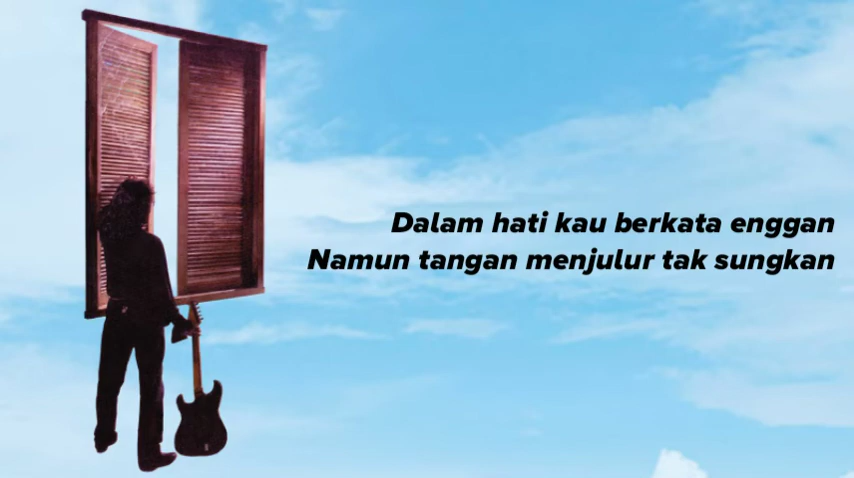 Dalam hati kau berkata enggan
Namun tangan menjulur tak sungkan